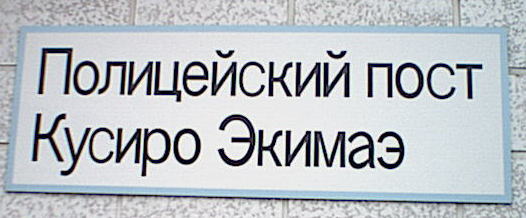 Полицейский пост
Кусиро Экимаэ